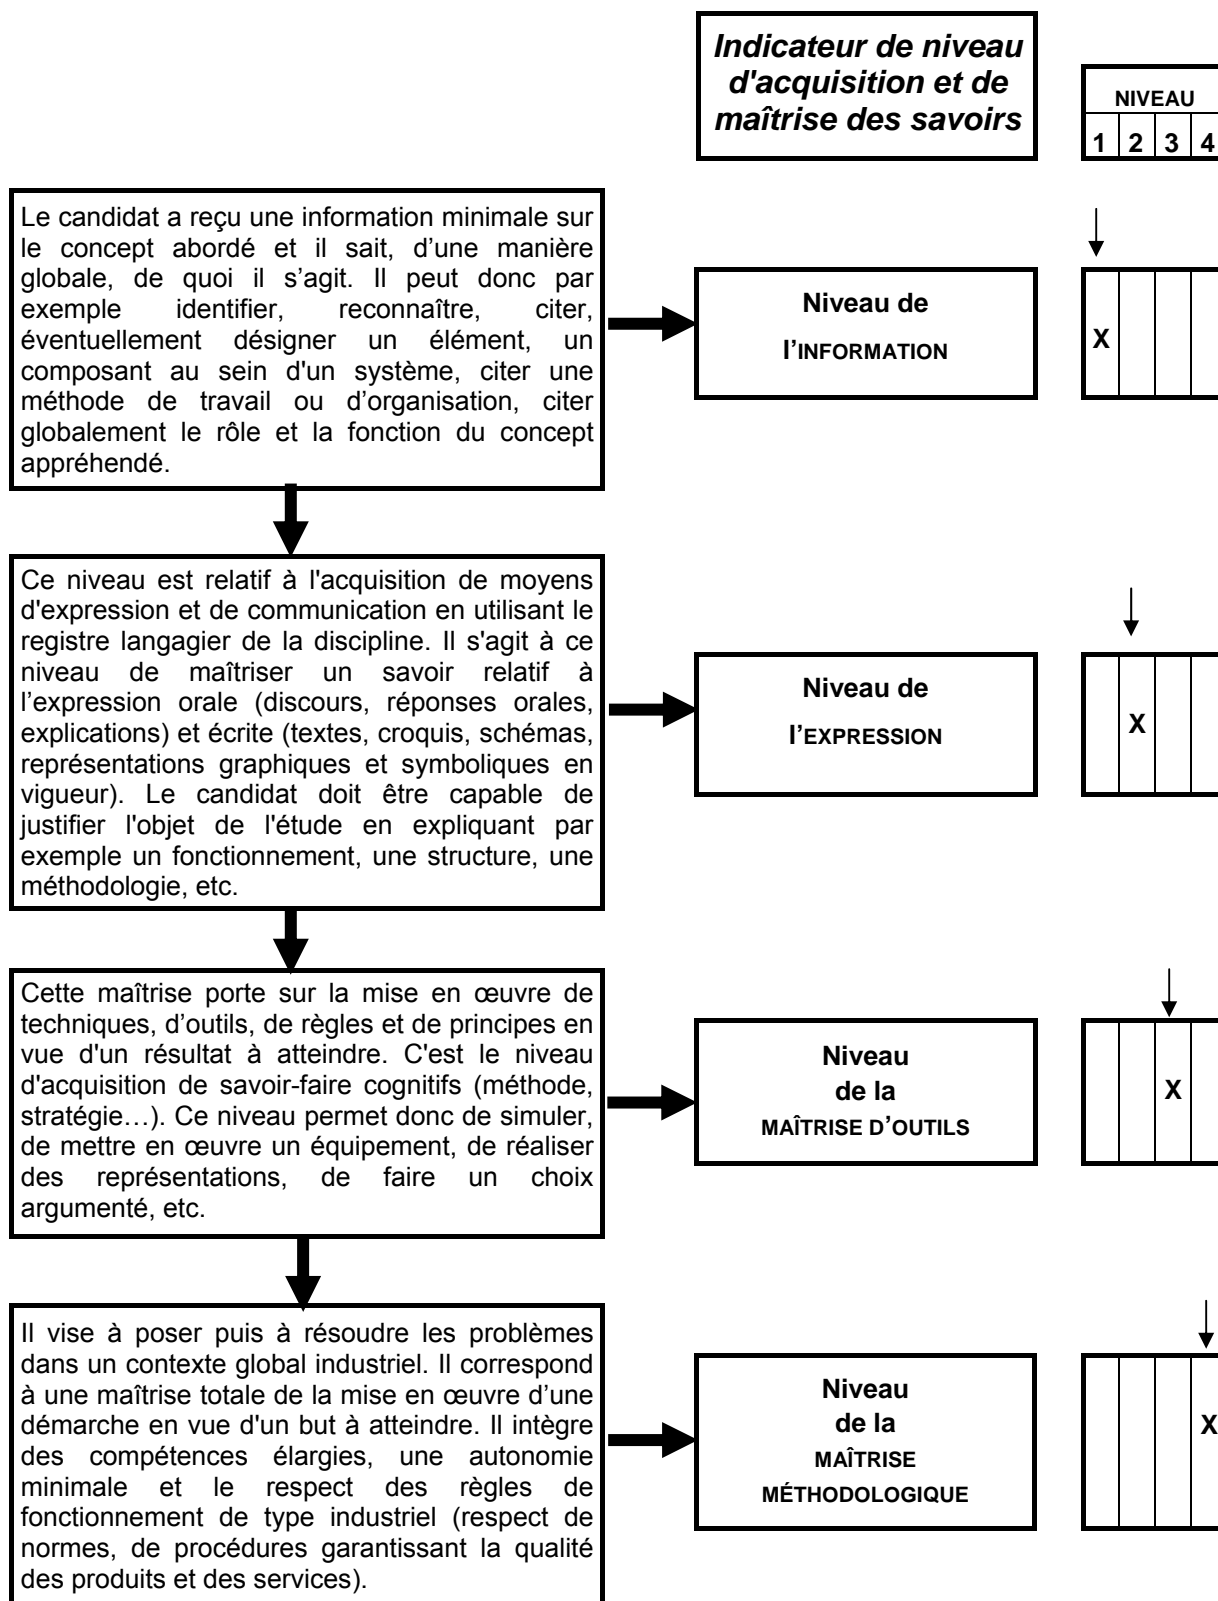 Indicateur de niveau
d'acquisition et de
maîtrise des savoirs
NIVEAU
1 2 3 4
Le candidat a reçu une information minimale sur
le concept abordé et il sait, d’une manière
globale, de quoi il s’agit. Il peut donc par
exemple identifier, reconnaître, citer,
éventuellement désigner un élément, un
composant au sein d'un système, citer une
méthode de travail ou d’organisation, citer
globalement le rôle et la fonction du concept
appréhendé.
Niveau de
l’INFORMATION
X
Ce niveau est relatif à l'acquisition de moyens
d'expression et de communication en utilisant le
registre langagier de la discipline. Il s'agit à ce
niveau de maîtriser un savoir relatif à
l’expression orale (discours, réponses orales,
explications) et écrite (textes, croquis, schémas,
représentations graphiques et symboliques en
vigueur). Le candidat doit être capable de
justifier l'objet de l'étude en expliquant par
exemple un fonctionnement, une structure, une
méthodologie, etc.
Niveau de
l’EXPRESSION
X
Cette maîtrise porte sur la mise en œuvre de
techniques, d’outils, de règles et de principes en
vue d'un résultat à atteindre. C'est le niveau
d'acquisition de savoir-faire cognitifs (méthode,
stratégie…). Ce niveau permet donc de simuler,
de mettre en œuvre un équipement, de réaliser
des représentations, de faire un choix
argumenté, etc.
Niveau
de la
MAÎTRISE D’OUTILS
X
Il vise à poser puis à résoudre les problèmes
dans un contexte global industriel. Il correspond
à une maîtrise totale de la mise en œuvre d’une
démarche en vue d'un but à atteindre. Il intègre
des compétences élargies, une autonomie
minimale et le respect des règles de
fonctionnement de type industriel (respect de
normes, de procédures garantissant la qualité
des produits et des services).
Niveau
de la
MAÎTRISE
MÉTHODOLOGIQUE
X